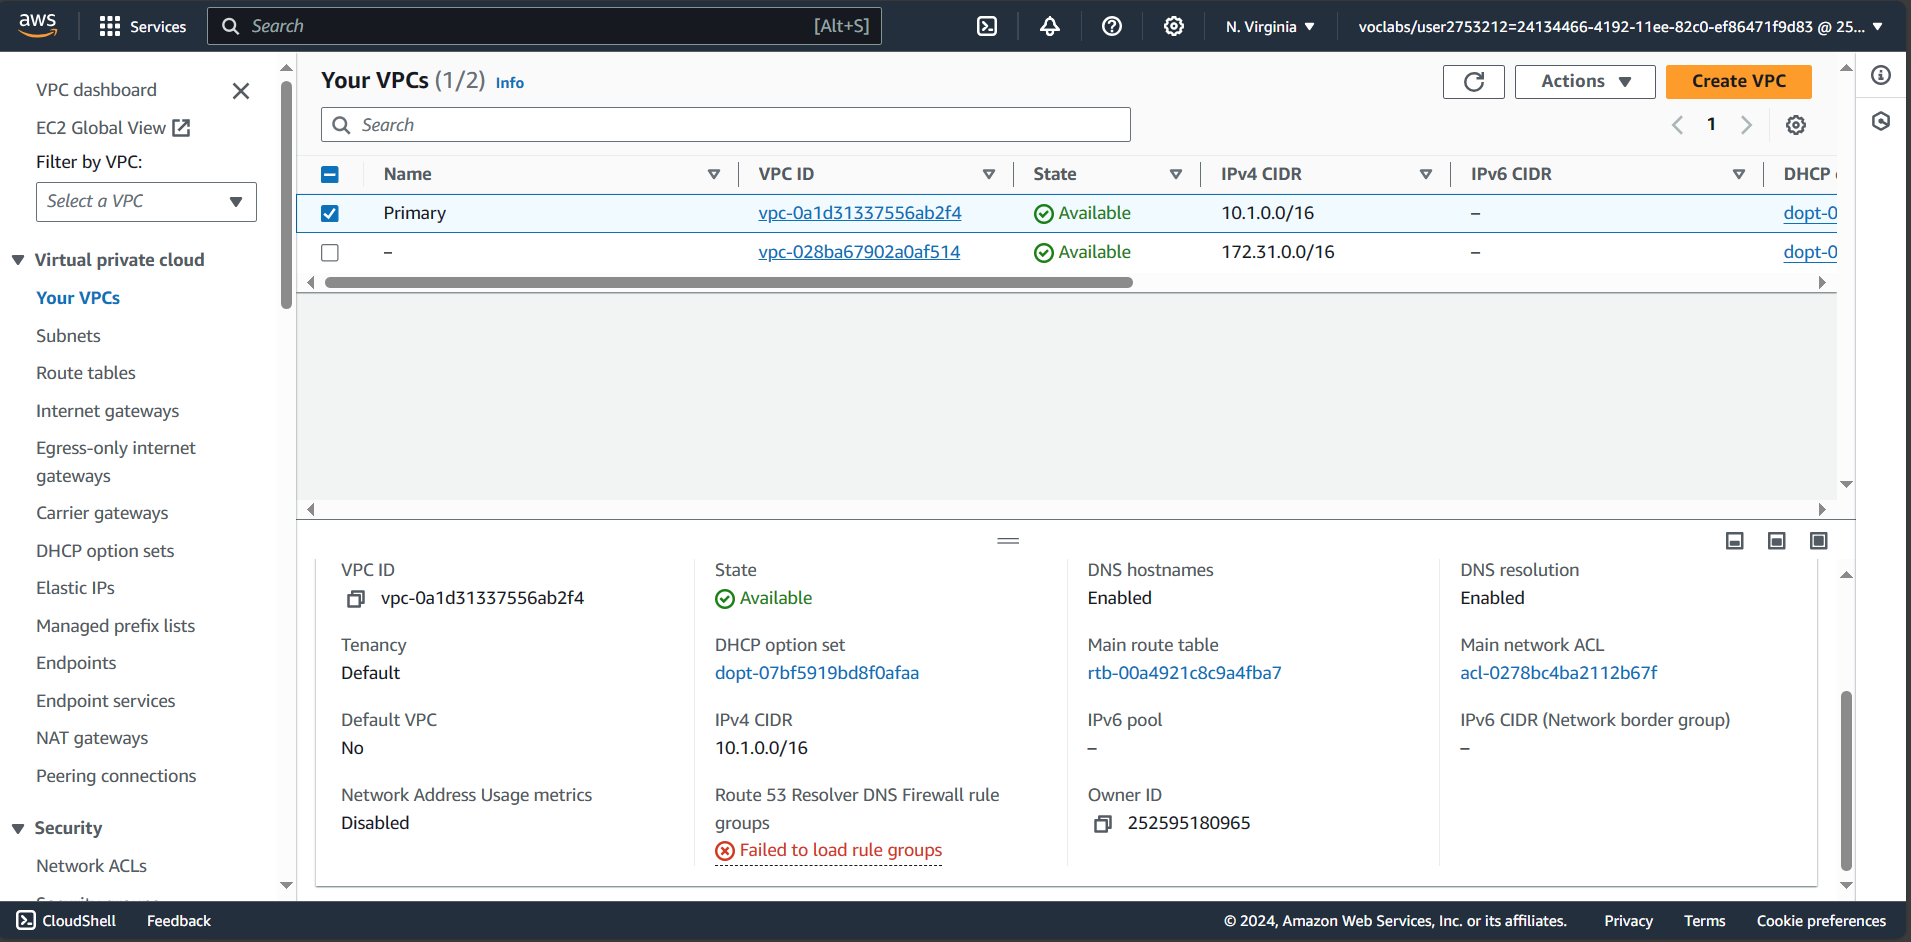 aws
Services
Search
[Alt+S]
N. Virginia
voclabs/user2753212=24134466-4192-11ee-82c0-ef86471f9d83 @ 25...
VPC dashboard
EC2 Global View
Filter by VPC:
Select a VPC
Virtual private cloud
Your VPCs
Subnets
Route tables
Internet gateways
Egress-only internet
gateways
Carrier gateways
DHCP option sets
Elastic IPs
Managed prefix lists
Endpoints
Endpoint services
NAT gateways
Peering connections
Security
Network ACLs
Your VPCs (1/2) Info
Actions
Create VPC
Search
1
Name VPC ID State IPv4 CIDR IPv6 CIDR DHCP
Primary vpc-0a1d31337556ab2f4 Available 10.1.0.0/16 – dopt-0
– vpc-028ba67902a0af514 Available 172.31.0.0/16 – dopt-0
VPC ID
vpc-0a1d31337556ab2f4
State
Available
DNS hostnames
Enabled
DNS resolution
Enabled
Tenancy
Default
DHCP option set
dopt-07bf5919bd8f0afaa
Main route table
rtb-00a4921c8c9a4fba7
Main network ACL
acl-0278bc4ba2112b67f
Default VPC
No
IPv4 CIDR
10.1.0.0/16
IPv6 pool
–
IPv6 CIDR (Network border group)
–
Network Address Usage metrics
Disabled
Route 53 Resolver DNS Firewall rule
groups
Failed to load rule groups
Owner ID
252595180965
CloudShell
Feedback
© 2024, Amazon Web Services, Inc. or its affiliates.
Privacy
Terms
Cookie preferences